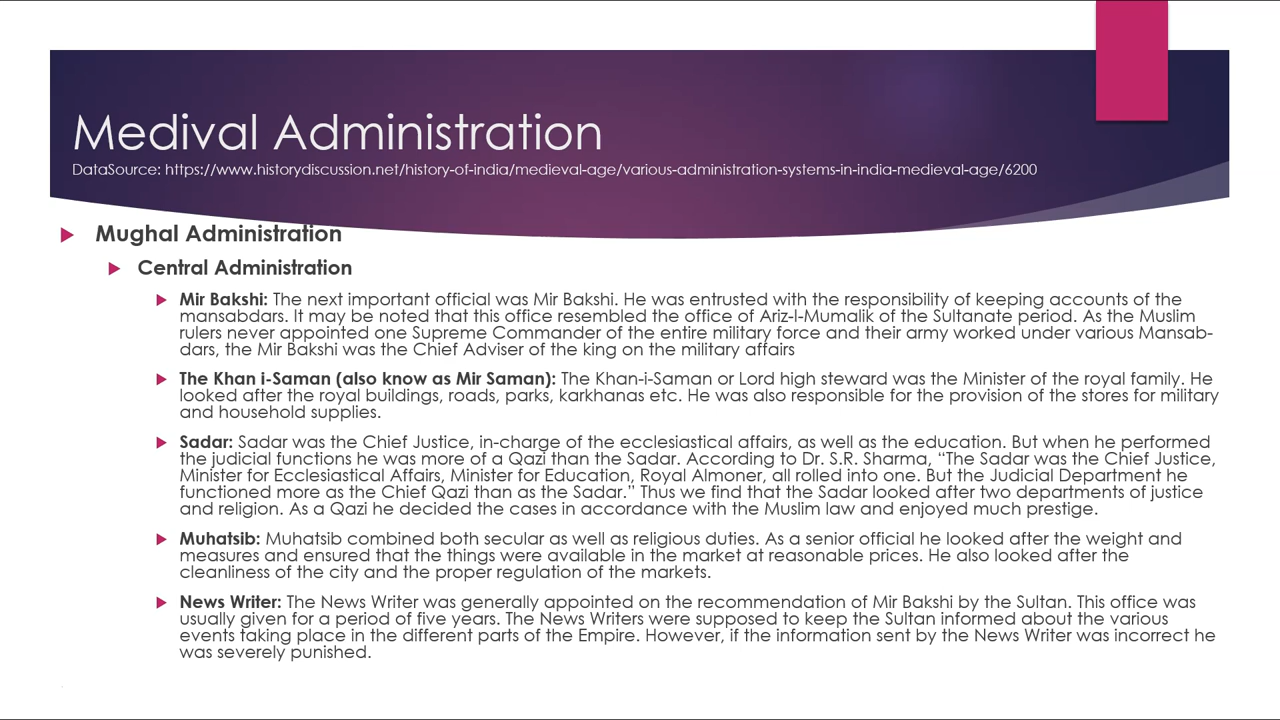 Medival Administration
DataSource: https://www.historydiscussion.net/history-of-india/medieval-age/various-administration-systems-in-india-medieval-age/6200
Mughal Administration
Central Administration
Mir Bakshi: The next important official was Mir Bakshi. He was entrusted with the responsibility of keeping accounts of the
mansabdars. It may be noted that this office resembled the office of Ariz-I-Mumalik of the Sultanate period. As the Muslim
rulers never appointed one Supreme Commander of the entire military force and their army worked under various Mansab-
dars, the Mir Bakshi was the Chief Adviser of the king on the military affairs
The Khan i-Saman (also know as Mir Saman): The Khan-i-Saman or Lord high steward was the Minister of the royal family. He
looked after the royal buildings, roads, parks, karkhanas etc. He was also responsible for the provision of the stores for military
and household supplies.
Sadar: Sadar was the Chief Justice, in-charge of the ecclesiastical affairs, as well as the education. But when he performed
the judicial functions he was more of a Qazi than the Sadar. According to Dr. S.R. Sharma, “The Sadar was the Chief Justice,
Minister for Ecclesiastical Affairs, Minister for Education, Royal Almoner, all rolled into one. But the Judicial Department he
functioned more as the Chief Qazi than as the Sadar.” Thus we find that the Sadar looked after two departments of justice
and religion. As a Qazi he decided the cases in accordance with the Muslim law and enjoyed much prestige.
Muhatsib: Muhatsib combined both secular as well as religious duties. As a senior official he looked after the weight and
measures and ensured that the things were available in the market at reasonable prices. He also looked after the
cleanliness of the city and the proper regulation of the markets.
News Writer: The News Writer was generally appointed on the recommendation of Mir Bakshi by the Sultan. This office was
usually given for a period of five years. The News Writers were supposed to keep the Sultan informed about the various
events taking place in the different parts of the Empire. However, if the information sent by the News Writer was incorrect he
was severely punished.